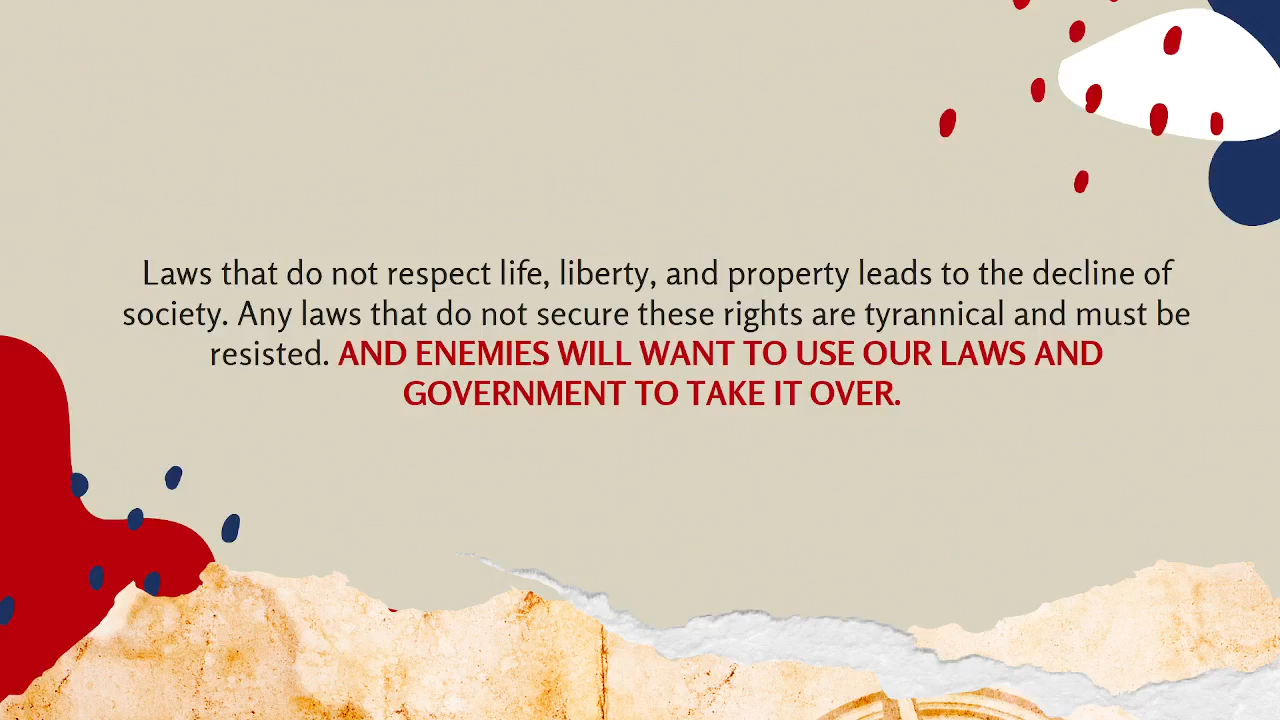 Laws that do not respect life, liberty, and property leads to the decline of
society. Any laws that do not secure these rights are tyrannical and must be
resisted. AND ENEMIES WILL WANT TO USE OUR LAWS AND
GOVERNMENT TO TAKE IT OVER.